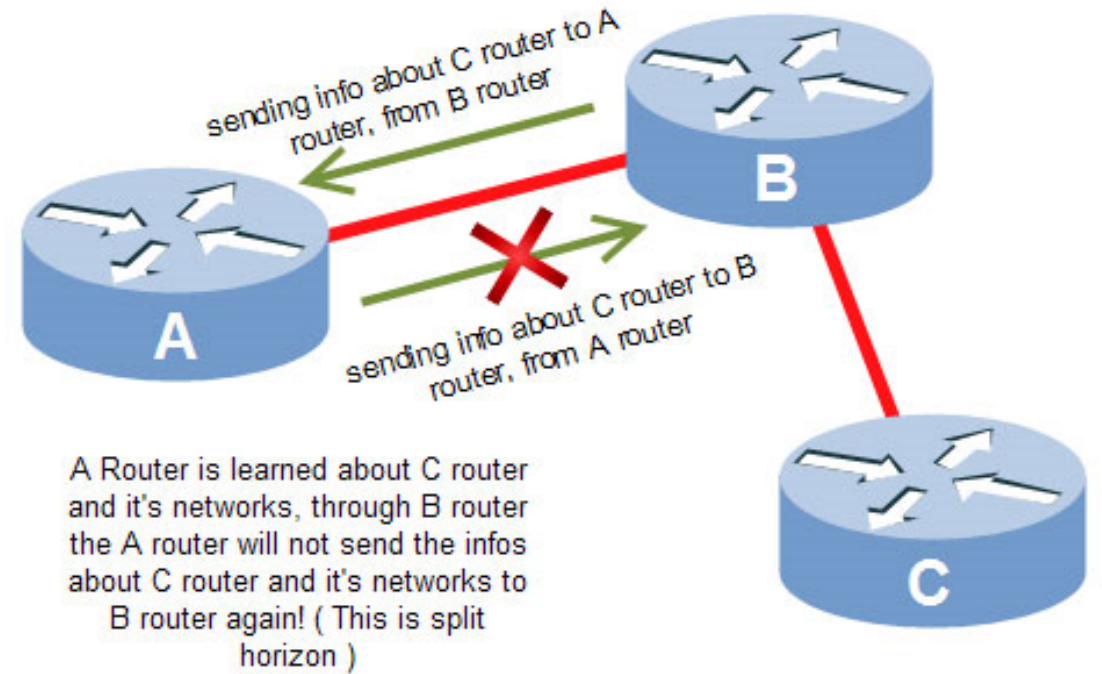 sending info about C router to A
router, from B router
B
A
sending info about C router to B
router, from A router
A Router is learned about C router
and it's networks, through B router
the A router will not send the infos
about C router and it's networks to
B router again! ( This is split
horizon )
C